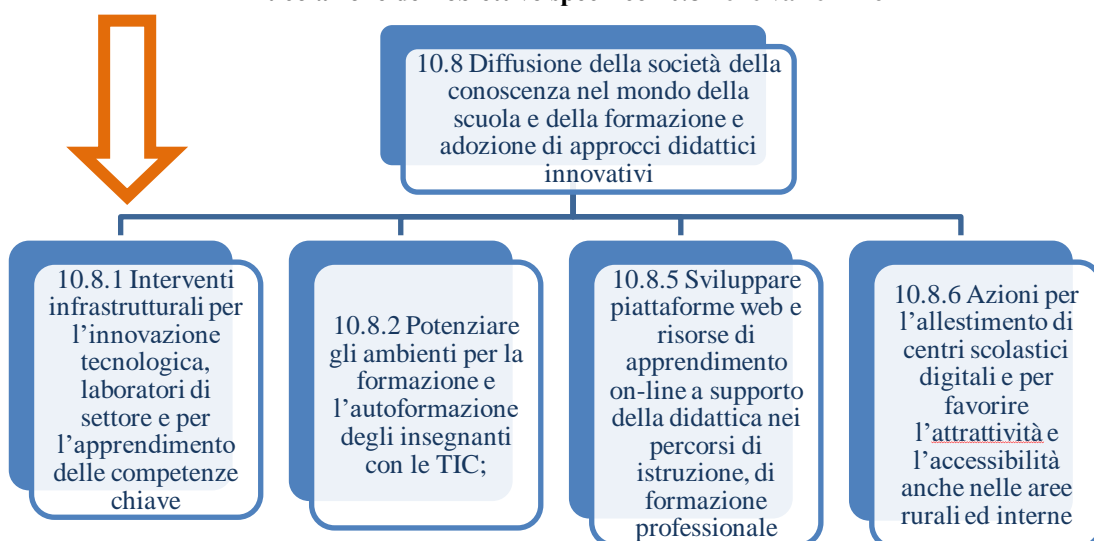 10.8 Diffusione della società della
conoscenza nel mondo della
scuola e della formazione e
adozione di approcci didattici
innovativi
10.8.1 Interventi
infrastrutturali per
l’innovazione
tecnologica,
laboratori di
settore e per
l’apprendimento
delle competenze
chiave
10.8.2 Potenziare
gli ambienti per la
formazione e
l’autoformazione
degli insegnanti
con le TIC;
10.8.5 Sviluppare
piattaforme web e
risorse di
apprendimento
on-line a supporto
della didattica nei
percorsi di
istruzione, di
formazione
professionale
10.8.6 Azioni per
l’allestimento di
centri scolastici
digitali e per
favorire
l’attrattività e
l’accessibilità
anche nelle aree
rurali ed interne